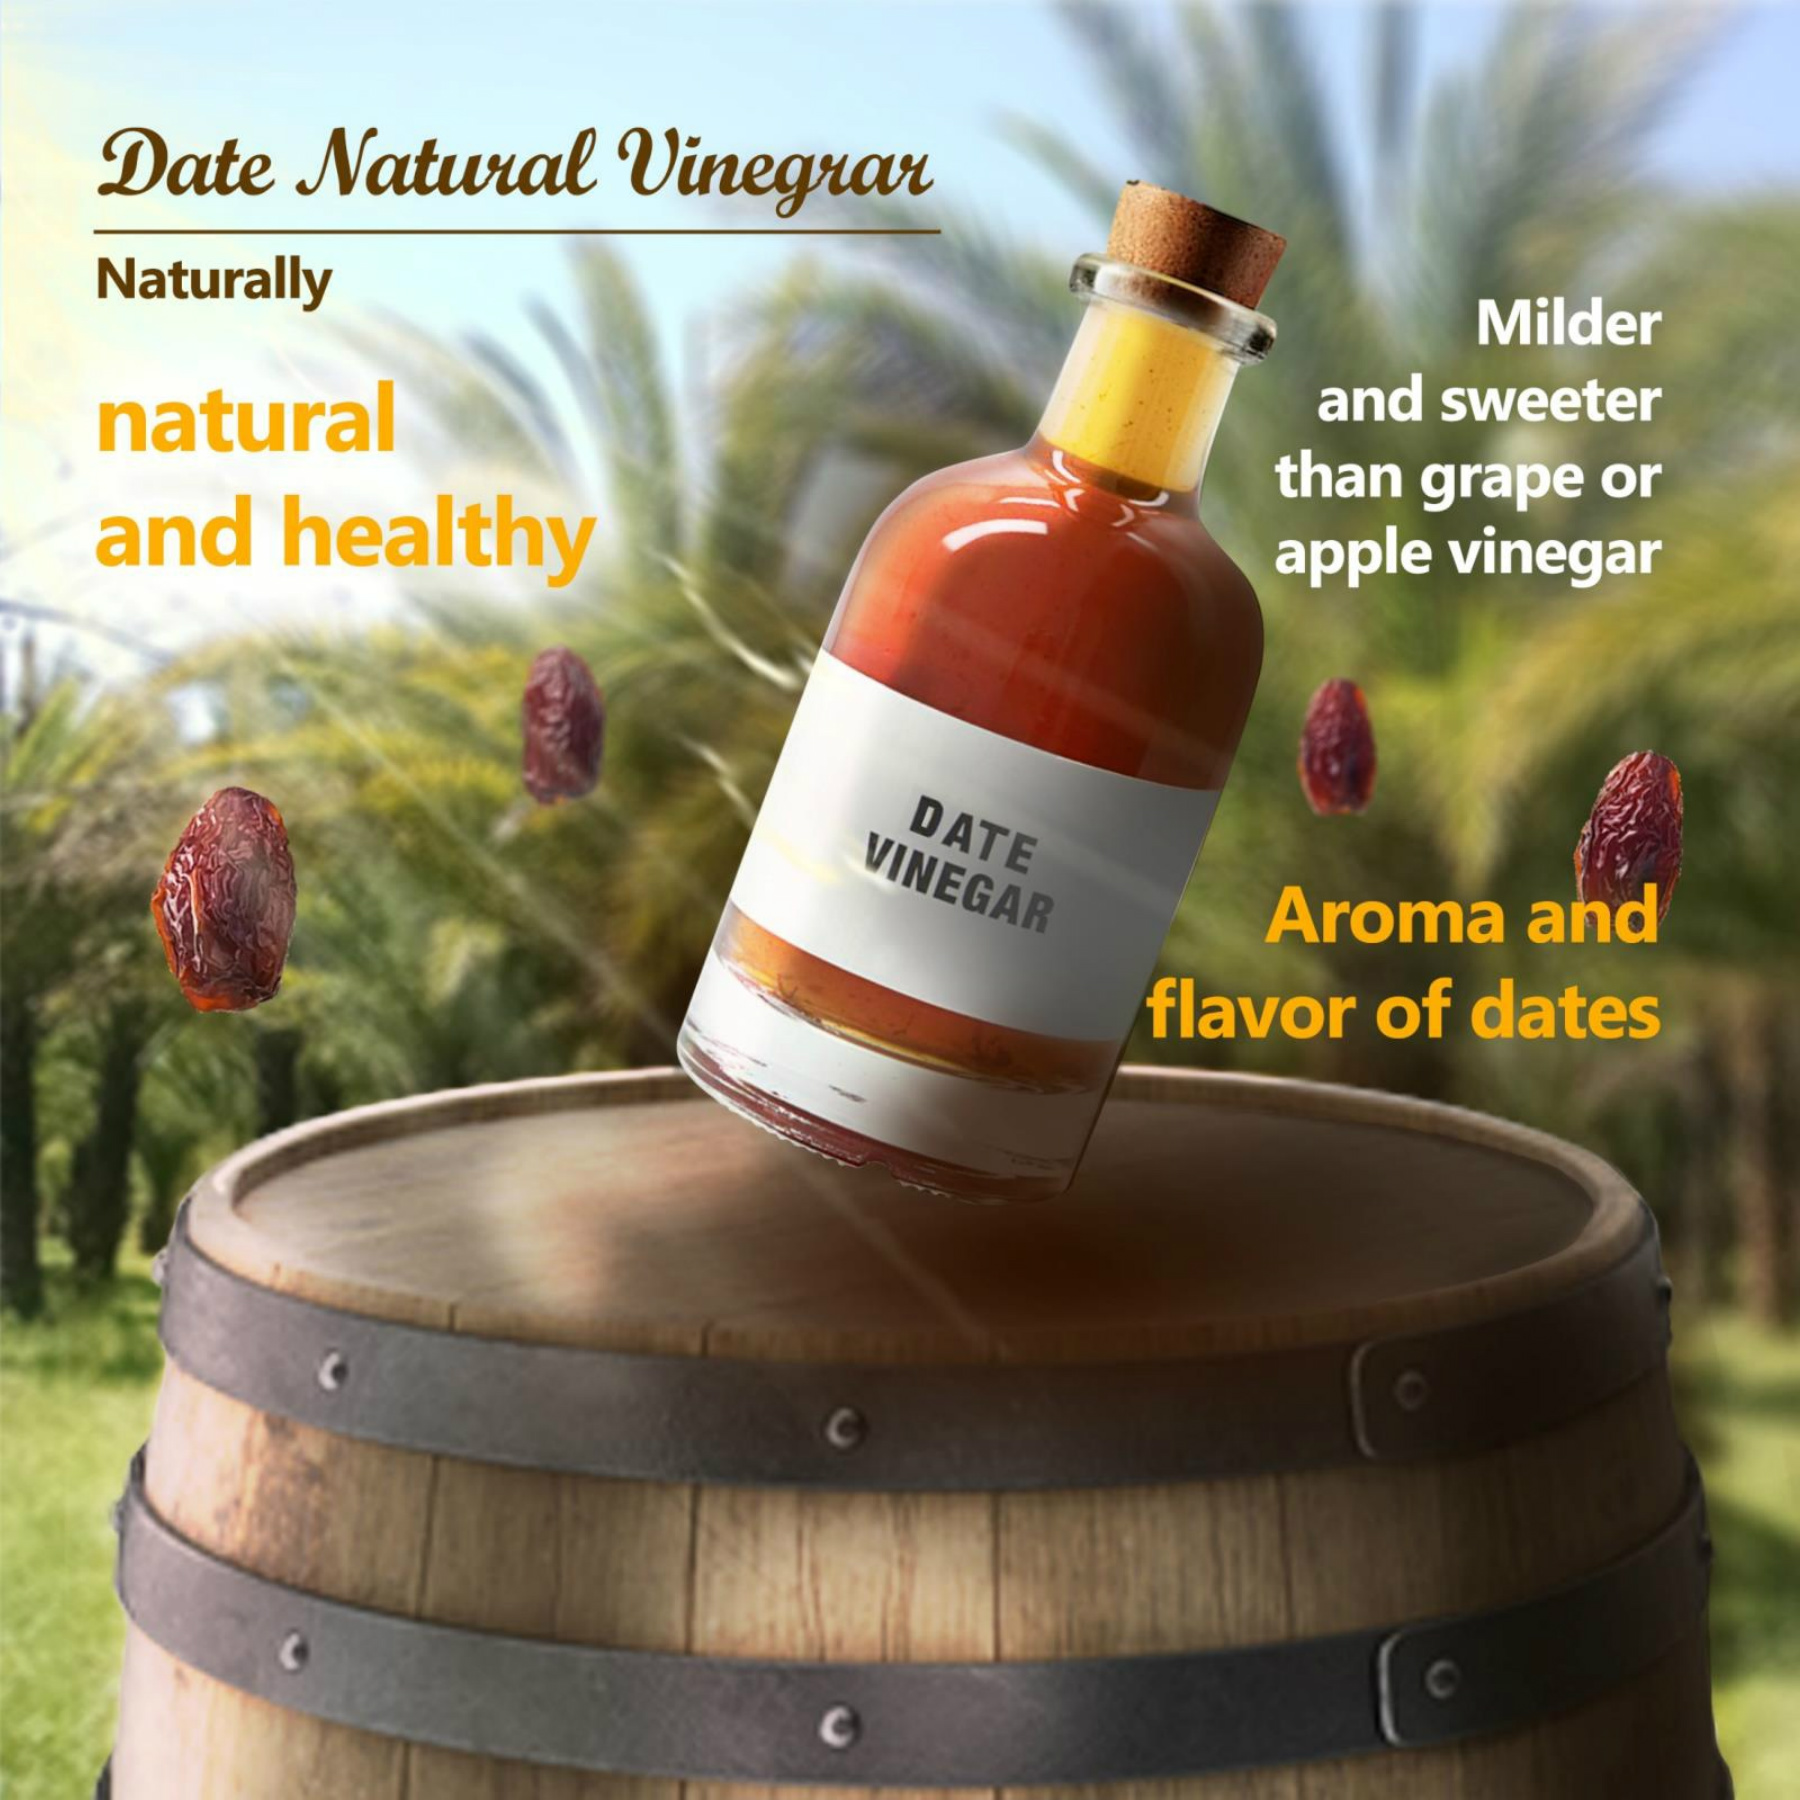 Date Natural Vinegrar
Naturally
natural
and healthy
Milder
and sweeter
than grape or
apple vinegar
DATE
VINEGAR
Aroma and
flavor of dates